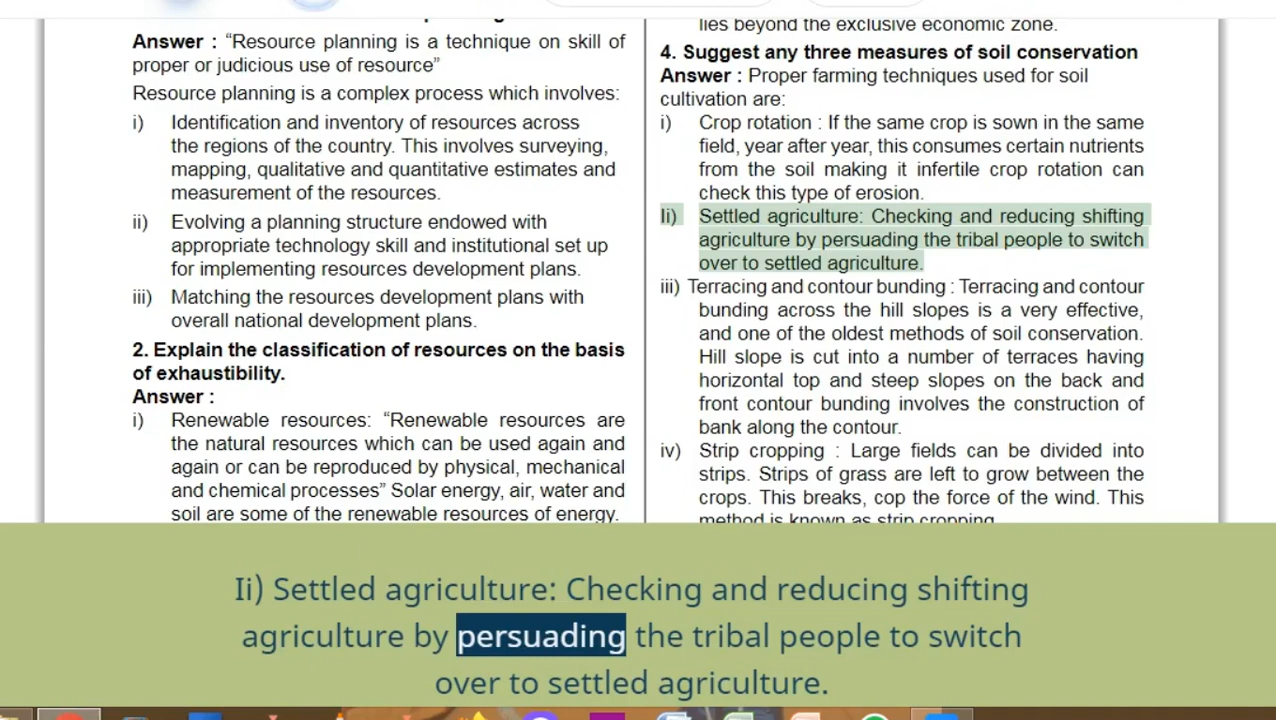 Answer : “Resource planning is a technique on skill of
proper or judicious use of resource”
Resource planning is a complex process which involves:
i) Identification and inventory of resources across
the regions of the country. This involves surveying,
mapping, qualitative and quantitative estimates and
measurement of the resources.
ii) Evolving a planning structure endowed with
appropriate technology skill and institutional set up
for implementing resources development plans.
iii) Matching the resources development plans with
overall national development plans.
2. Explain the classification of resources on the basis
of exhaustibility.
Answer :
i) Renewable resources: “Renewable resources are
the natural resources which can be used again and
again or can be reproduced by physical, mechanical
and chemical processes” Solar energy, air, water and
soil are some of the renewable resources of energy.
lies beyond the exclusive economic zone.
4. Suggest any three measures of soil conservation
Answer : Proper farming techniques used for soil
cultivation are:
i) Crop rotation : If the same crop is sown in the same
field, year after year, this consumes certain nutrients
from the soil making it infertile crop rotation can
check this type of erosion.
Ii) Settled agriculture: Checking and reducing shifting
agriculture by persuading the tribal people to switch
over to settled agriculture.
iii) Terracing and contour bunding : Terracing and contour
bunding across the hill slopes is a very effective,
and one of the oldest methods of soil conservation.
Hill slope is cut into a number of terraces having
horizontal top and steep slopes on the back and
front contour bunding involves the construction of
bank along the contour.
iv) Strip cropping : Large fields can be divided into
strips. Strips of grass are left to grow between the
crops. This breaks, cop the force of the wind. This
method is known as strip cropping
Ii) Settled agriculture: Checking and reducing shifting
agriculture by persuading the tribal people to switch
over to settled agriculture.